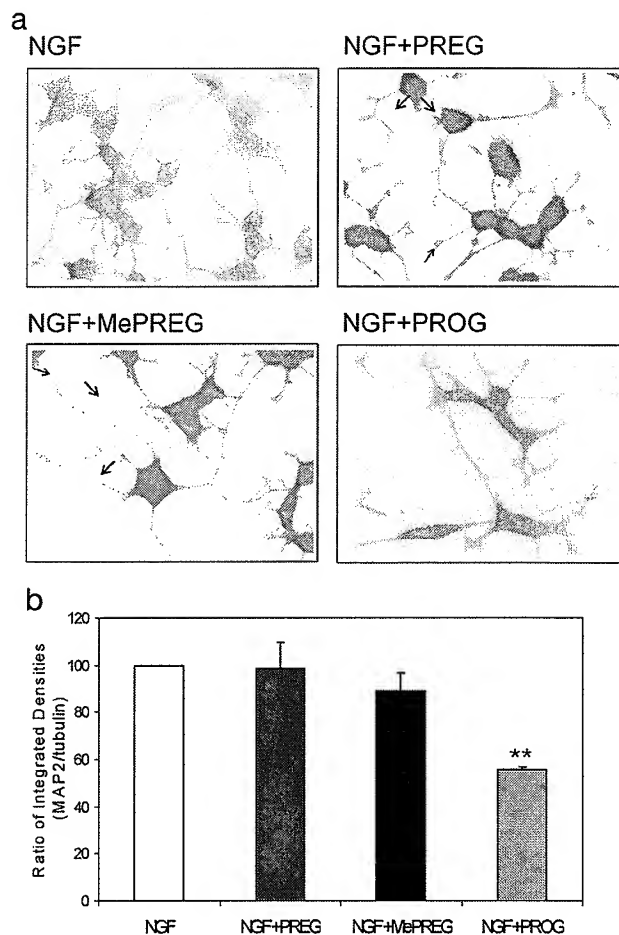 a
NGF
NGF+PREG
NGF+MePREG
NGF+PROG
b
Ratio of Integrated Densities
(MAP2/tubulin)
120
100
80
60
40
20
0
**
NGF
NGF+PREG
NGF+MePREG
NGF+PROG